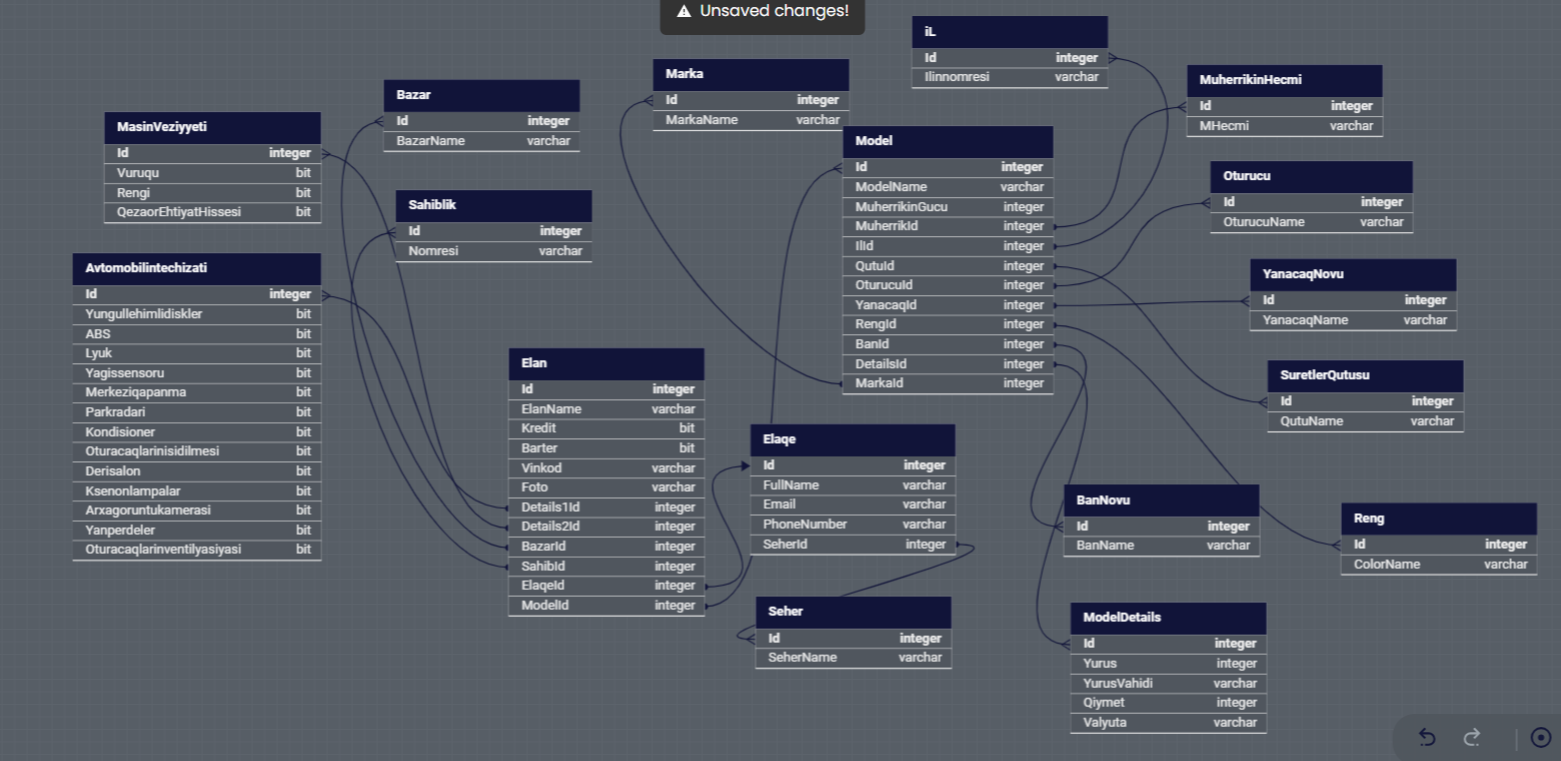 Unsaved changes!
MasinVeziyyeti
Id integer
Vuruqu bit
Rengi bit
QezaorEhtiyatHissesi bit
Bazar
Id integer
BazarName varchar
Sahiblik
Id integer
Nomresi varchar
Avtomobilintechizati
Id integer
Yungullehimlidiskler bit
ABS bit
Lyuk bit
Yagissensoru bit
Merkeziqapanma bit
Parkradari bit
Kondisioner bit
Oturacaqlarinisidilmesi bit
Derisalon bit
Ksenonlampalar bit
Arxagoruntukamerasi bit
Yanperdeler bit
Oturacaqlarinventilyasiyasi bit
Elan
Id integer
ElanName varchar
Kredit bit
Barter bit
Vinkod varchar
Foto varchar
Details1Id integer
Details2Id integer
BazarId integer
SahibId integer
ElaqeId integer
ModelId integer
Marka
Id integer
MarkaName varchar
Model
Id integer
ModelName varchar
MuherrikinGucu integer
MuherrikId integer
IlId integer
QutuId integer
OturucuId integer
YanacaqId integer
RengId integer
BanId integer
DetailsId integer
MarkaId integer
Elaqe
Id integer
FullName varchar
Email varchar
PhoneNumber varchar
SeherId integer
Seher
Id integer
SeherName varchar
iL
Id integer
Ilinnomresi varchar
MuherrikinHecmi
Id integer
MHecmi varchar
Oturucu
Id integer
OturucuName varchar
YanacaqNovu
Id integer
YanacaqName varchar
SuretlerQutusu
Id integer
QutuName varchar
BanNovu
Id integer
BanName varchar
Reng
Id integer
ColorName varchar
ModelDetails
Id integer
Yurus integer
YurusVahidi varchar
Qiymet integer
Valyuta varchar